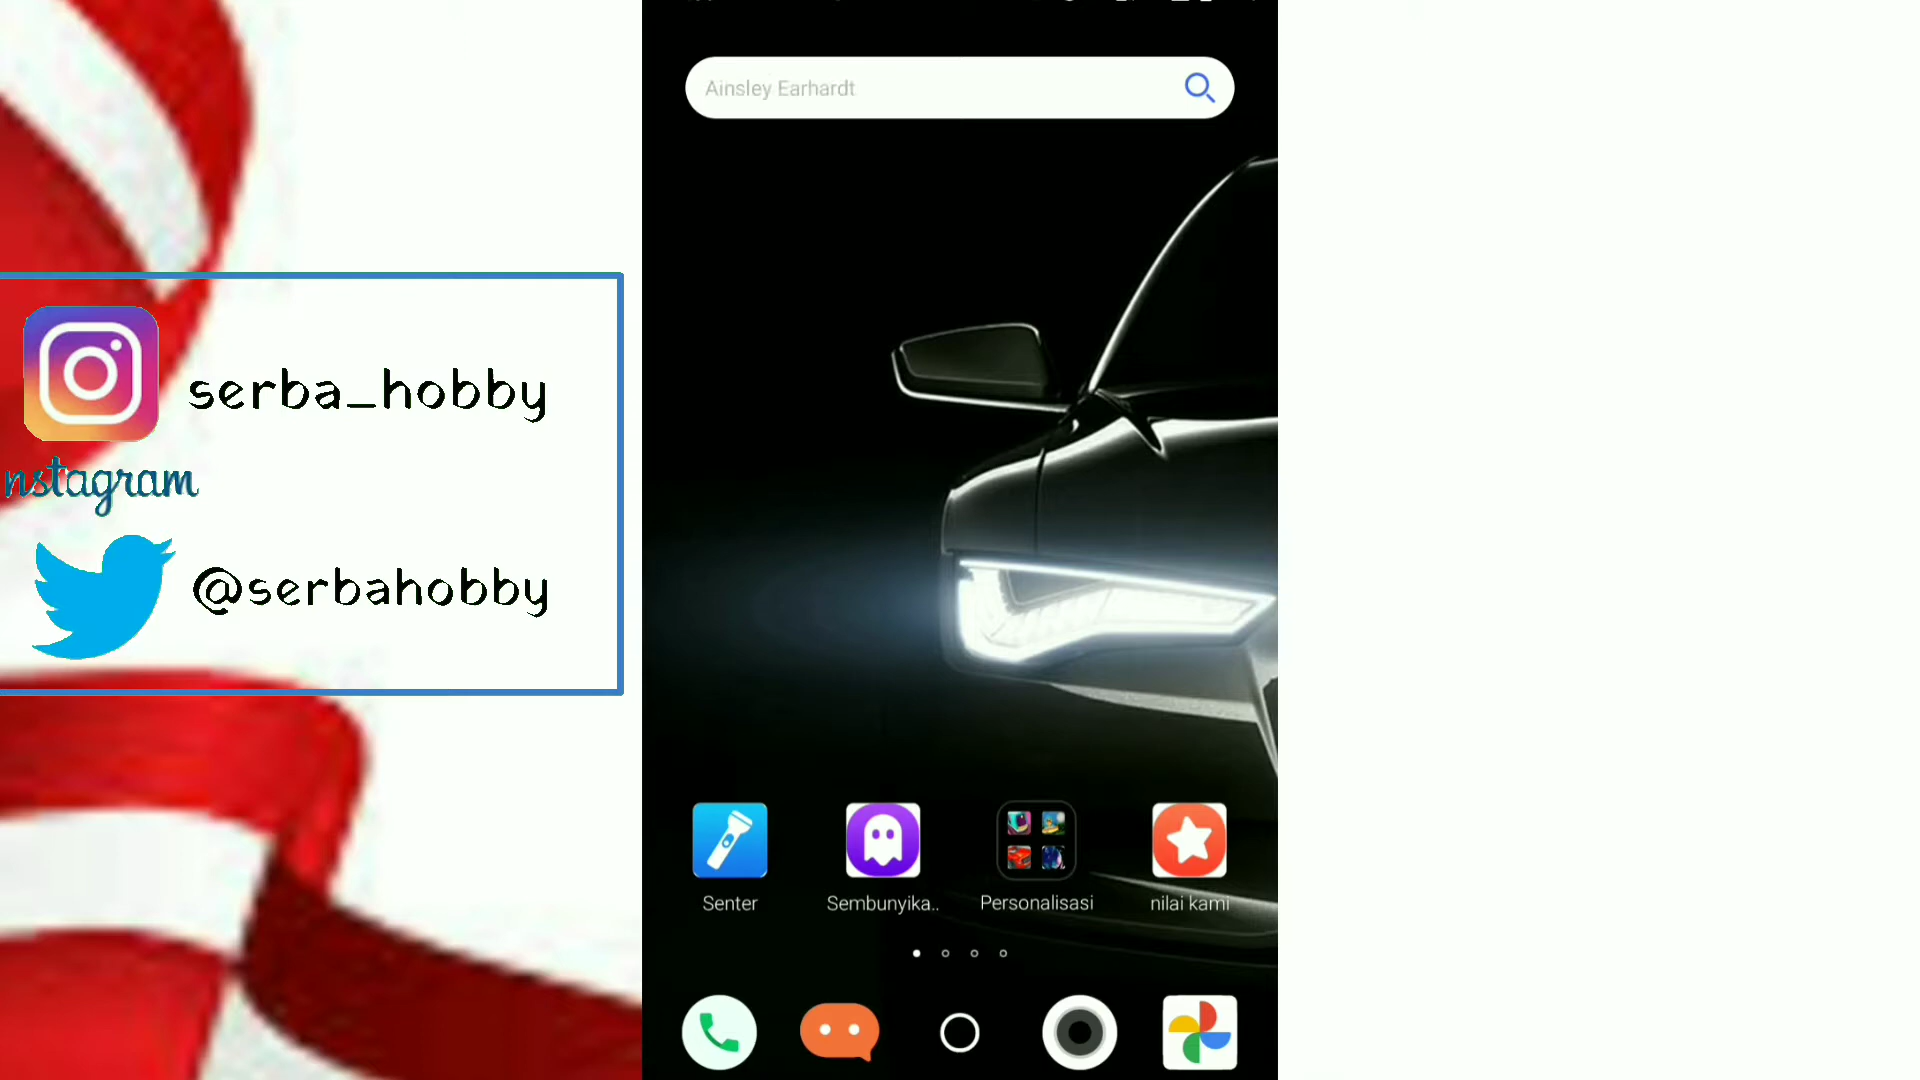 serba_hobby
nstagram
@serbahobby
Ainsley Earhardt
Senter
Sembunyika..
Personalisasi
nilai kami